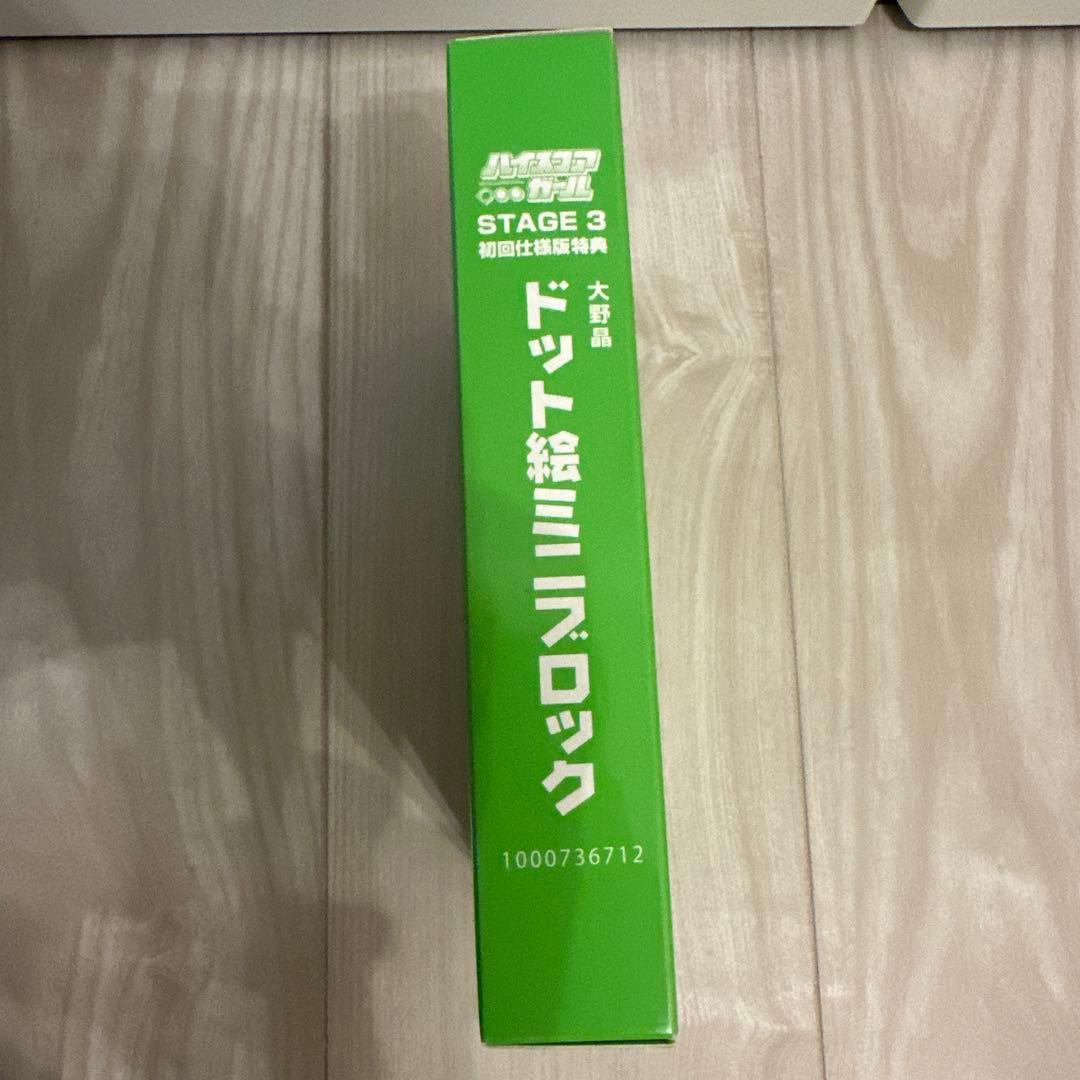 ハイスコア
ガール
STAGE 3
初回仕様版特典
大野晶
ドット絵ミニブロック
1000736712